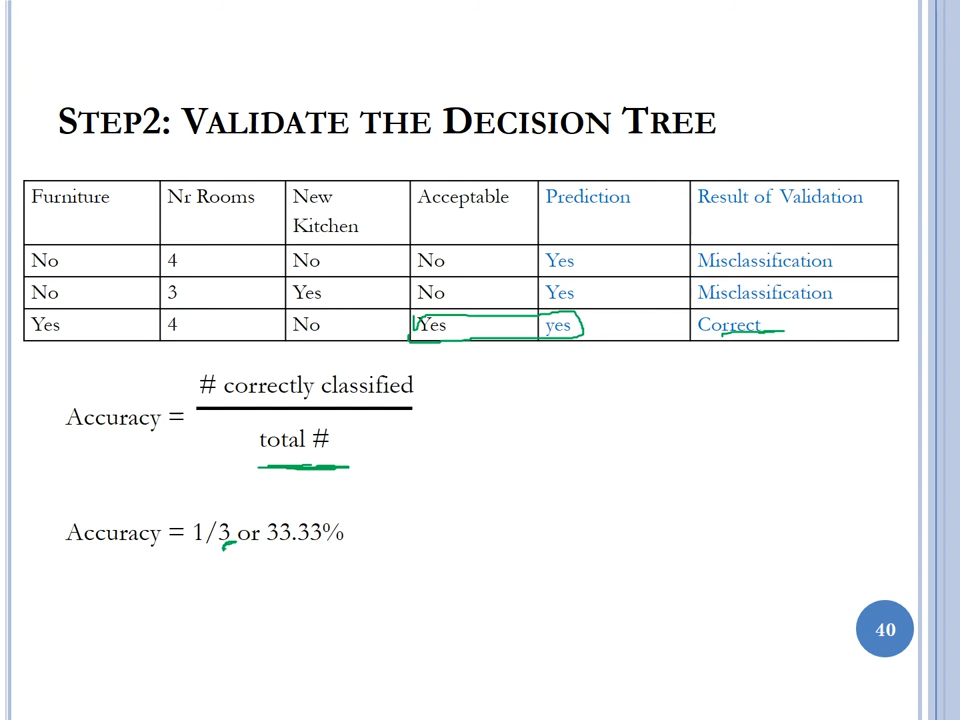 STEP2: VALIDATE THE DECISION TREE
Furniture Nr Rooms New Kitchen Acceptable Prediction Result of Validation
No 4 No No Yes Misclassification
No 3 Yes No Yes Misclassification
Yes 4 No Yes yes Correct
# correctly classified
Accuracy =
total #
Accuracy = 1/3 or 33.33%
40